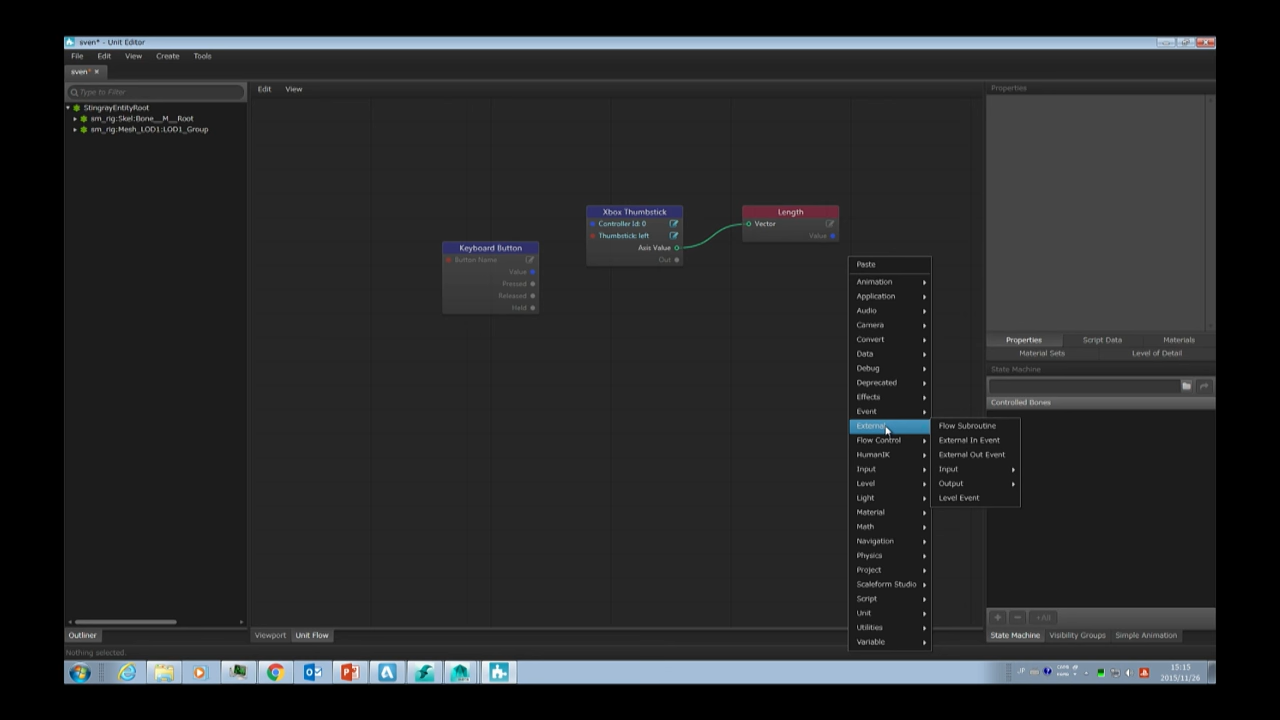 sven* - Unit Editor
File Edit View Create Tools
sven* ×
Type to Filter
StingrayEntityRoot
sm_rig:Skel:Bone__M__Root
sm_rig:Mesh_LOD1:LOD1_Group
Outliner
Nothing selected.
Edit View
Keyboard Button
Button Name
Value
Pressed
Released
Held
Xbox Thumbstick
Controller Id: 0
Thumbstick: left
Axis Value
Out
Length
Vector
Value
Paste
Animation
Application
Audio
Camera
Convert
Data
Debug
Deprecated
Effects
Event
External
Flow Control
HumanIK
Input
Level
Light
Material
Math
Navigation
Physics
Project
Scaleform Studio
Script
Unit
Utilities
Variable
Flow Subroutine
External In Event
External Out Event
Input
Output
Level Event
Viewport Unit Flow
Properties
Properties Script Data Materials
Material Sets Level of Detail
State Machine
Controlled Bones
+ − +All
State Machine Visibility Groups Simple Animation
JP
15:15
2015/11/26